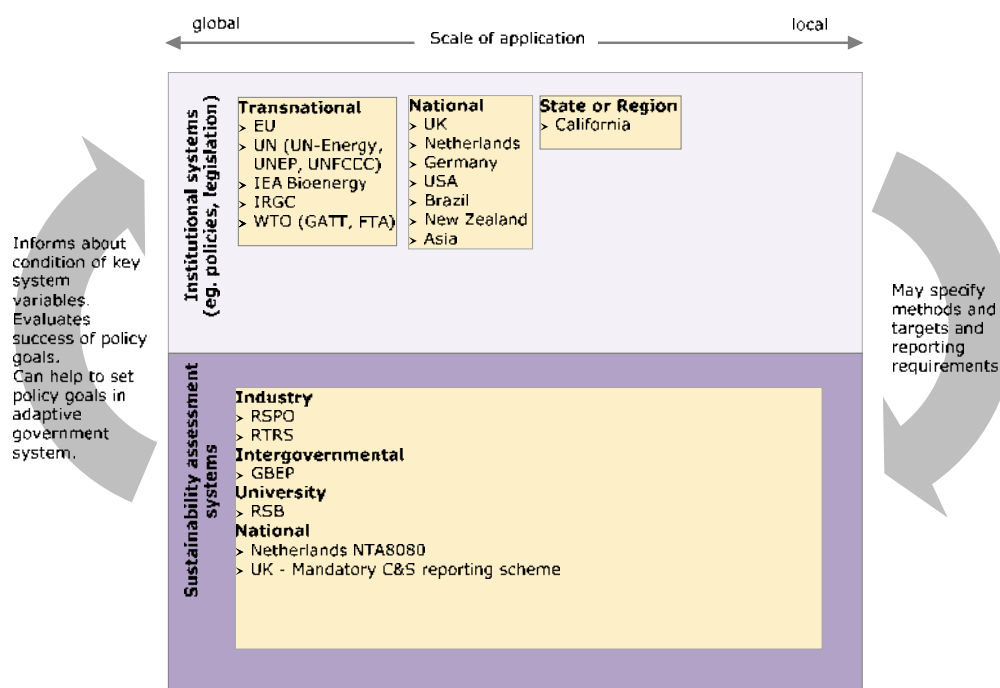 global
local
Scale of application
Institutional systems
(eg. policies, legislation)
Transnational
> EU
> UN (UN-Energy,
UNEP, UNFCCC)
> IEA Bioenergy
> IRGC
> WTO (GATT, FTA)
National
> UK
> Netherlands
> Germany
> USA
> Brazil
> New Zealand
> Asia
State or Region
> California
Informs about
condition of key
system
variables.
Evaluates
success of policy
goals.
Can help to set
policy goals in
adaptive
government
system.
May specify
methods and
targets and
reporting
requirements
Sustainability assessment
systems
Industry
> RSPO
> RTRS
Intergovernmental
> GBEP
University
> RSB
National
> Netherlands NTA8080
> UK - Mandatory C&S reporting scheme